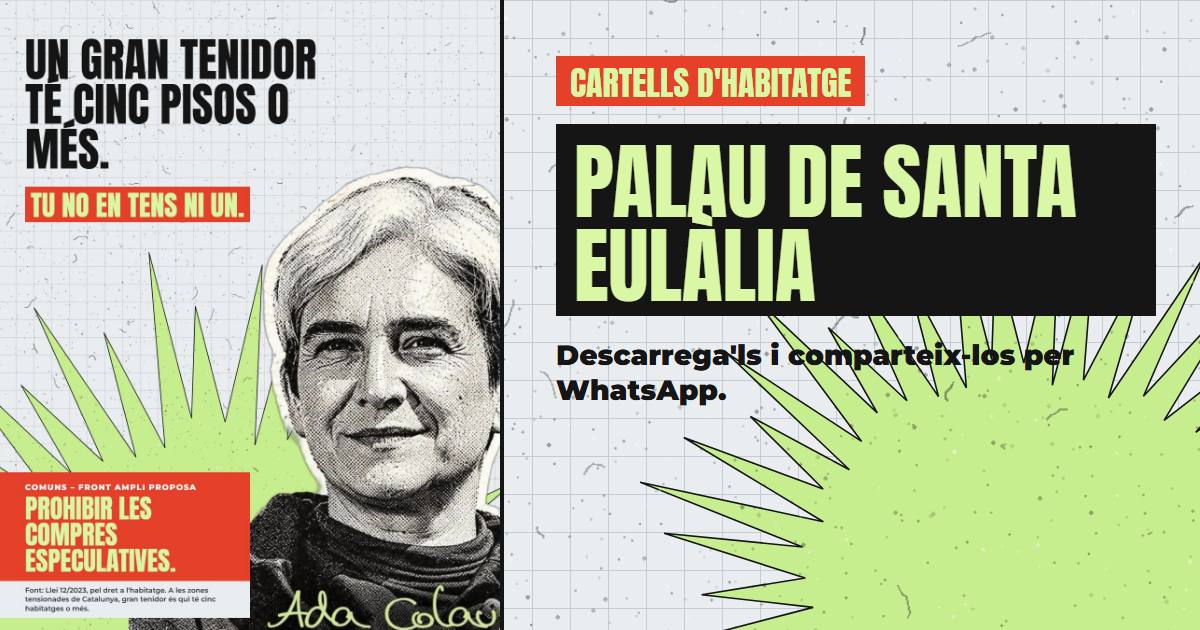 UN GRAN TENIDOR
TÉ CINC PISOS O
MÉS.
TU NO EN TENS NI UN.
COMUNS – FRONT AMPLI PROPOSA
PROHIBIR LES
COMPRES
ESPECULATIVES.
Font: Llei 12/2023, pel dret a l'habitatge. A les zones
tensionades de Catalunya, gran tenidor és qui té cinc
habitatges o més.
Ada Colau
CARTELLS D'HABITATGE
PALAU DE SANTA
EULÀLIA
Descarrega'ls i comparteix-los per
WhatsApp.